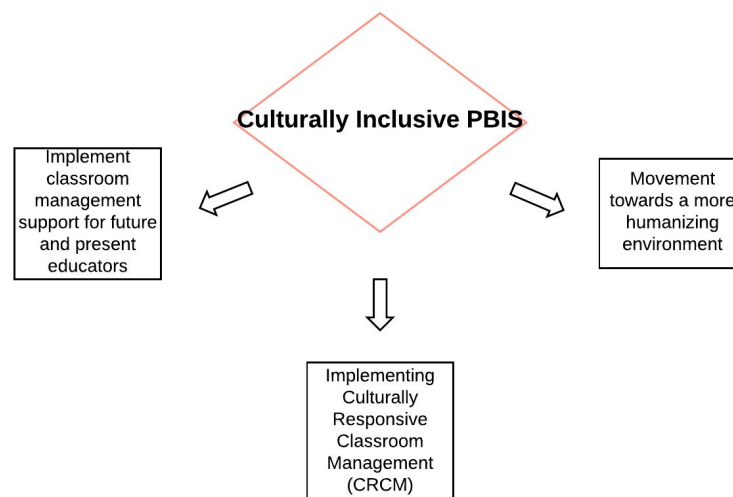 Culturally Inclusive PBIS
Implement
classroom
management
support for future
and present
educators
Movement
towards a more
humanizing
environment
Implementing
Culturally
Responsive
Classroom
Management
(CRCM)